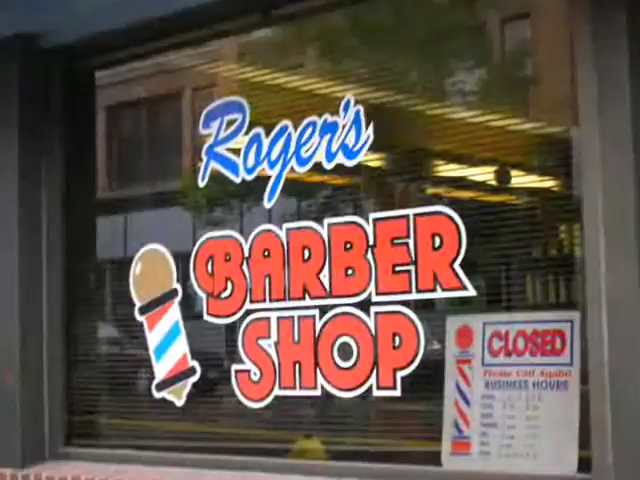 Roger's
BARBER
SHOP
CLOSED
Please Call Again
BUSINESS HOURS